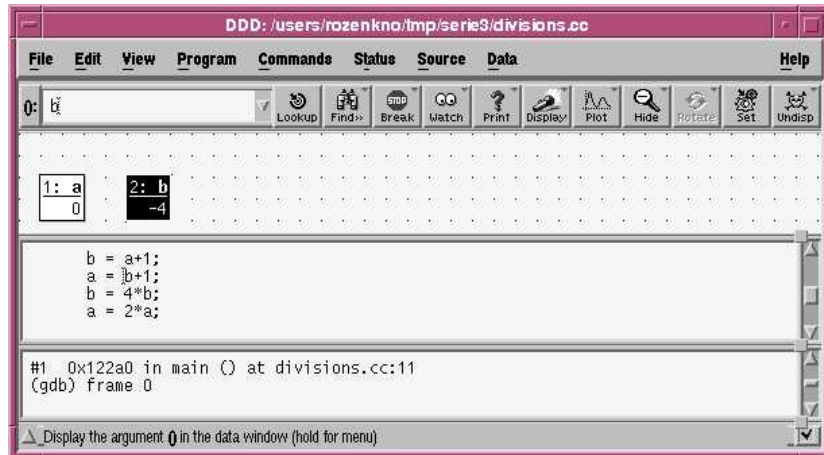 DDD: /users/rozenkno/tmp/serie3/divisions.cc
File Edit View Program Commands Status Source Data Help
(): b
Lookup Find>> Break Watch Print Display Plot Hide Rotate Set Undisp
STOP
1: a
0
2: b
-4
b = a+1;
a = b+1;
b = 4*b;
a = 2*a;
#1 0x122a0 in main () at divisions.cc:11
(gdb) frame 0
Display the argument () in the data window (hold for menu)